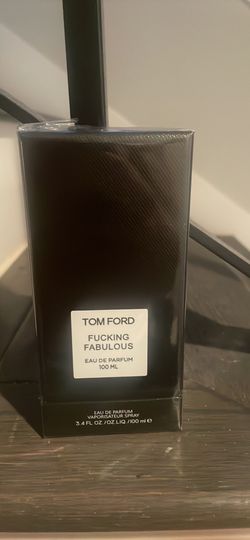 TOM FORD
FUCKING
FABULOUS
EAU DE PARFUM
100 ML
EAU DE PARFUM
VAPORISATEUR SPRAY
3.4 FL OZ./OZ.LIQ./100 ml ℮